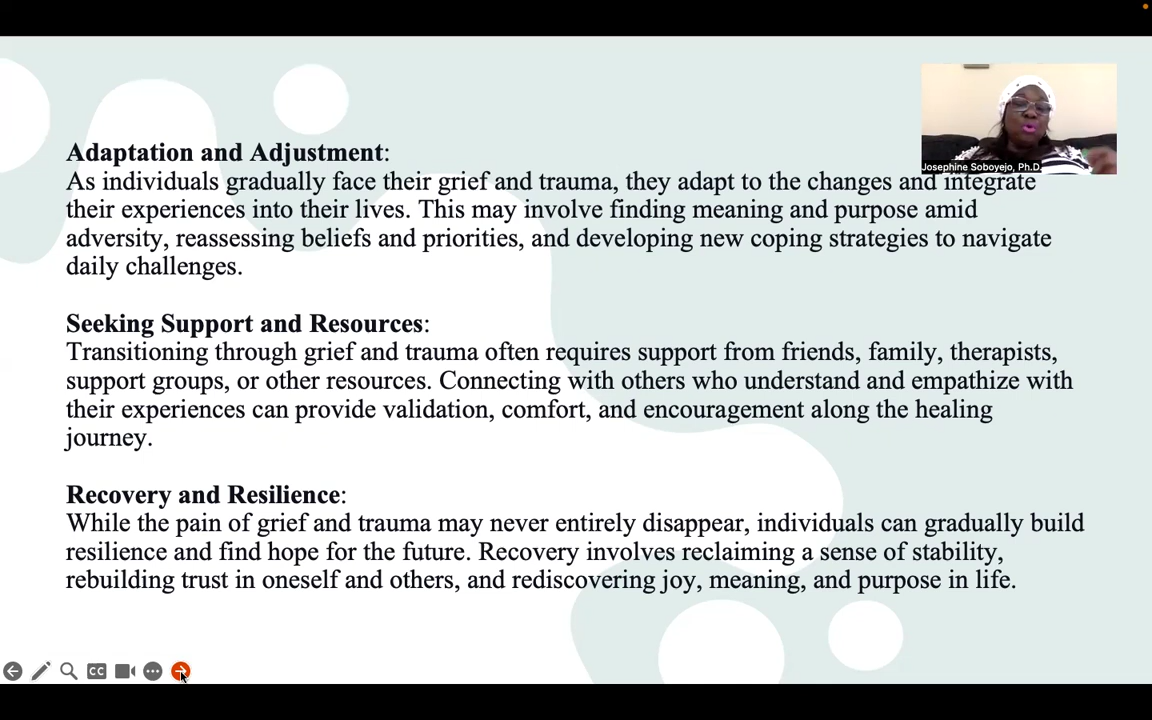 Josephine Soboyejo, Ph.D.
Adaptation and Adjustment:
As individuals gradually face their grief and trauma, they adapt to the changes and integrate
their experiences into their lives. This may involve finding meaning and purpose amid
adversity, reassessing beliefs and priorities, and developing new coping strategies to navigate
daily challenges.
Seeking Support and Resources:
Transitioning through grief and trauma often requires support from friends, family, therapists,
support groups, or other resources. Connecting with others who understand and empathize with
their experiences can provide validation, comfort, and encouragement along the healing
journey.
Recovery and Resilience:
While the pain of grief and trauma may never entirely disappear, individuals can gradually build
resilience and find hope for the future. Recovery involves reclaiming a sense of stability,
rebuilding trust in oneself and others, and rediscovering joy, meaning, and purpose in life.
CC